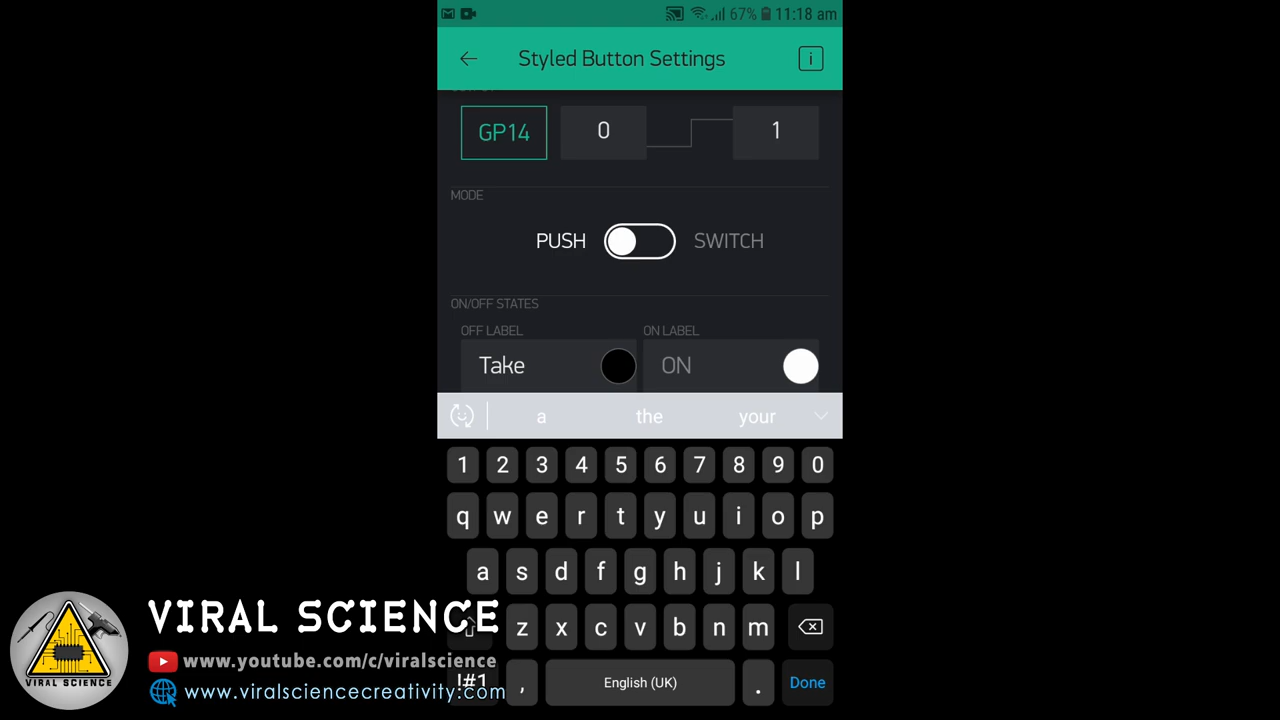 67% 11:18 am
Styled Button Settings
i
GP14 0 1
MODE
PUSH SWITCH
ON/OFF STATES
OFF LABEL ON LABEL
Take ON
a the your
1 2 3 4 5 6 7 8 9 0
q w e r t y u i o p
a s d f g h j k l
z x c v b n m
!#1 , English (UK) . Done
VIRAL SCIENCE
www.youtube.com/c/viralscience
www.viralsciencecreativity.com
VIRAL SCIENCE